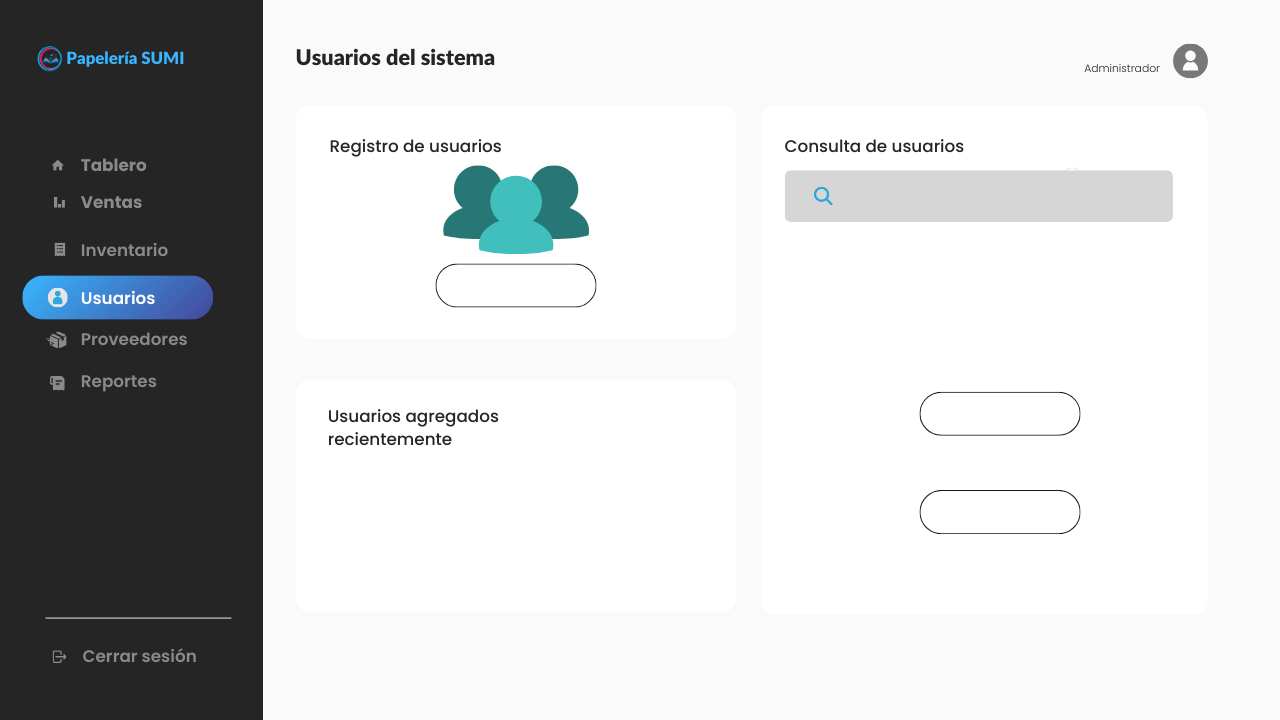 Papelería SUMI
Tablero
Ventas
Inventario
Usuarios
Proveedores
Reportes
Cerrar sesión
Usuarios del sistema
Administrador
Registro de usuarios
Usuarios agregados
recientemente
Consulta de usuarios